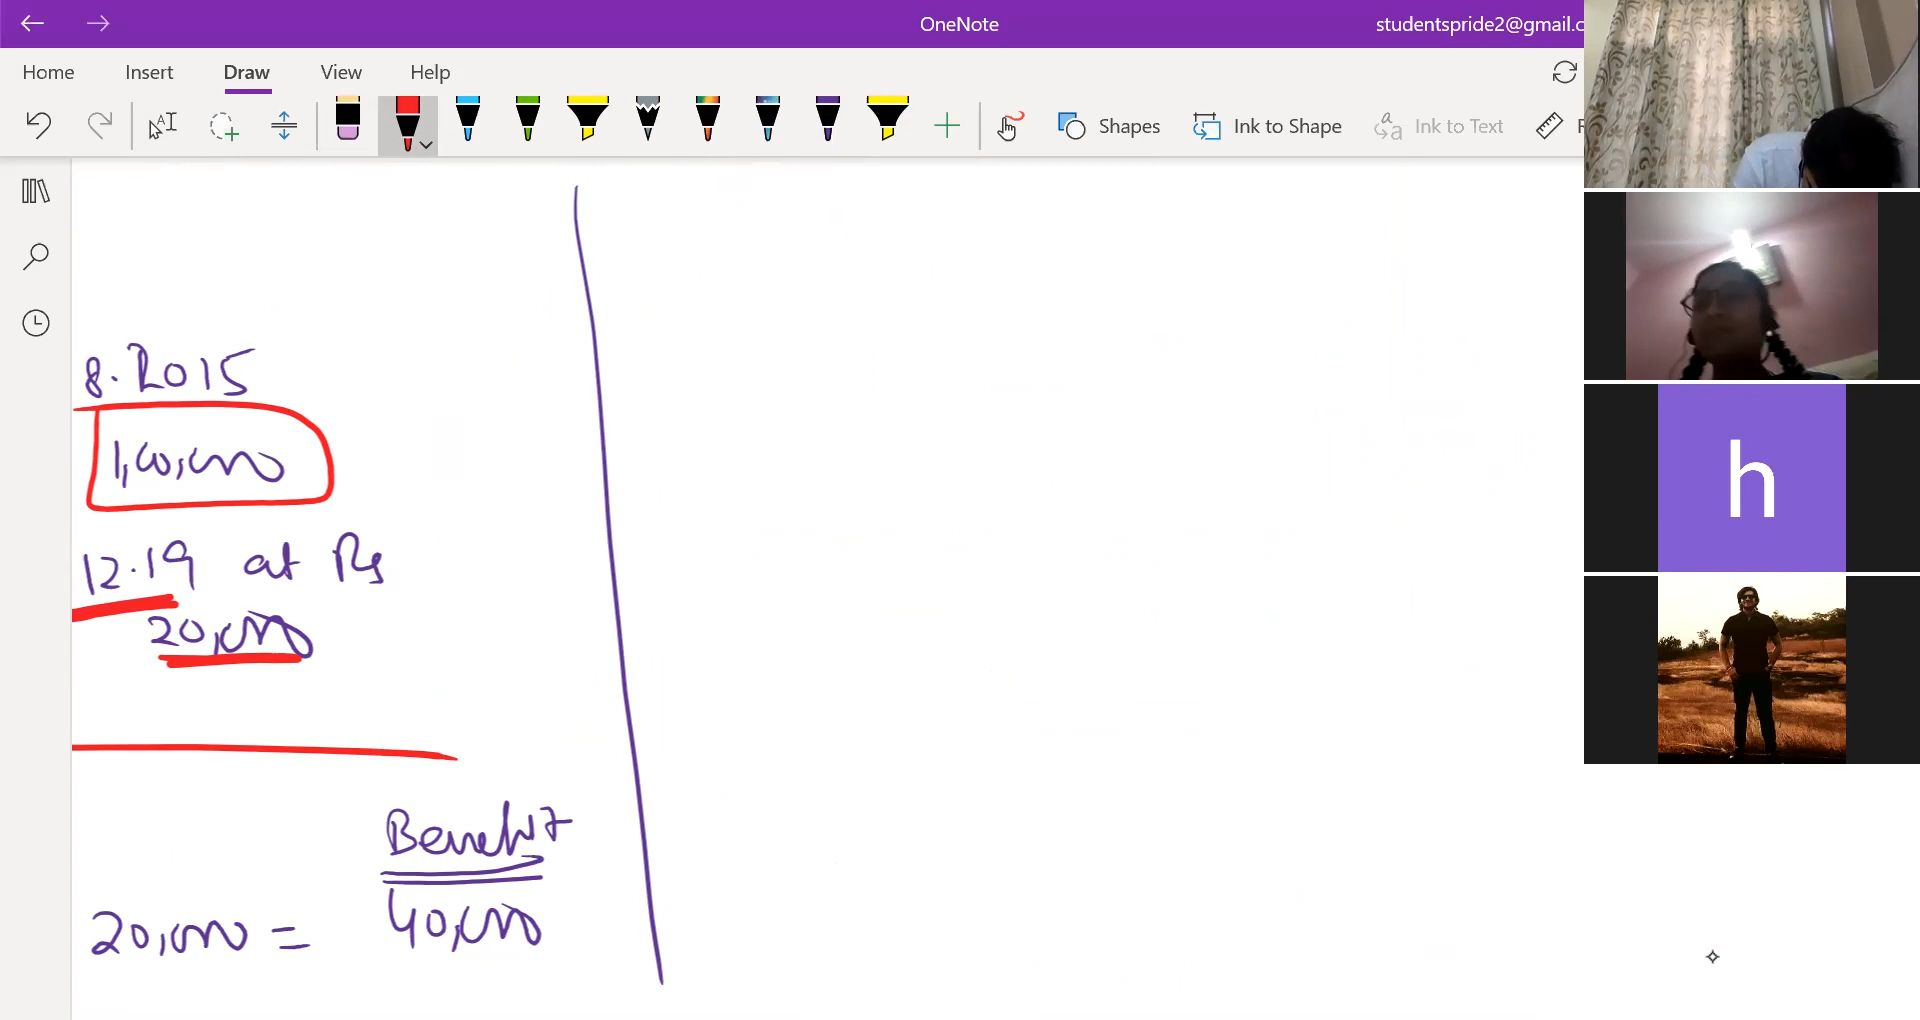 OneNote
studentspride2@gmail.c
Home Insert Draw View Help
Shapes Ink to Shape Ink to Text R
8.2015
1,00,000
12.19 at Rs
20,000
Benefit
20,000 = 40,000
h